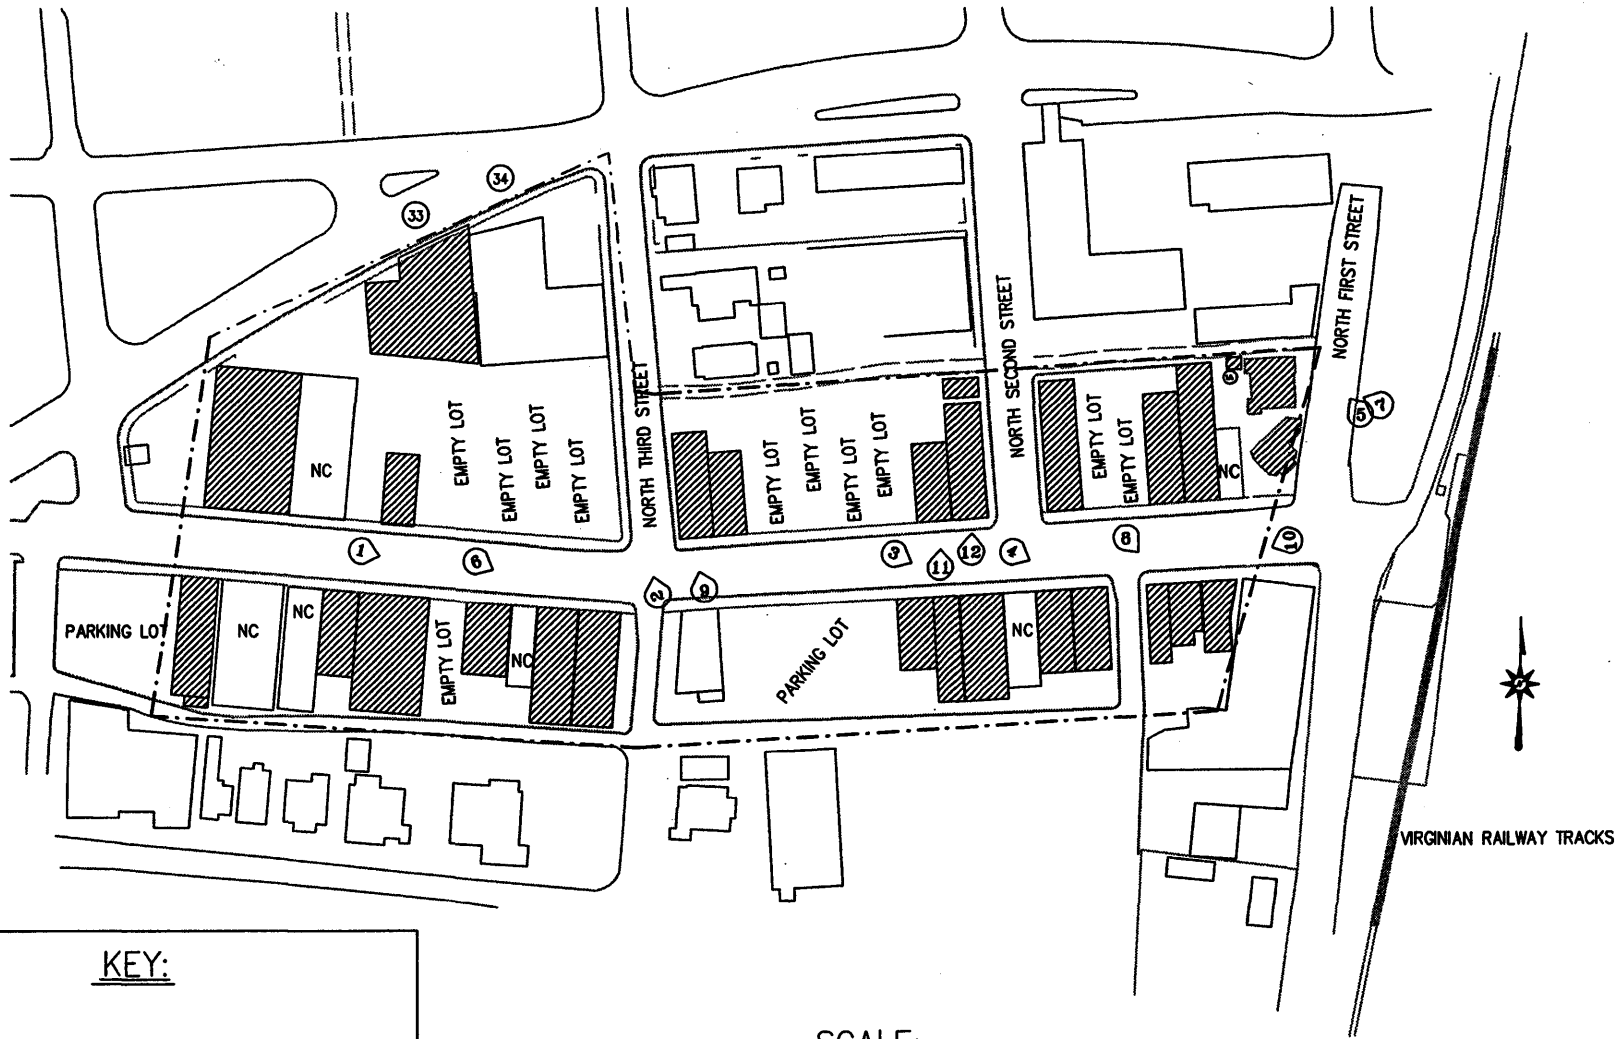 34
33
NORTH FIRST STREET
NORTH SECOND STREET
NORTH THIRD STREET
5
7
NC
EMPTY LOT
EMPTY LOT
EMPTY LOT
EMPTY LOT
EMPTY LOT
EMPTY LOT
EMPTY LOT
EMPTY LOT
EMPTY LOT
EMPTY LOT
NC
1
6
3
11
12
4
8
10
2
9
PARKING LOT
NC
NC
EMPTY LOT
NC
PARKING LOT
NC
VIRGINIAN RAILWAY TRACKS
KEY:
SCALE: